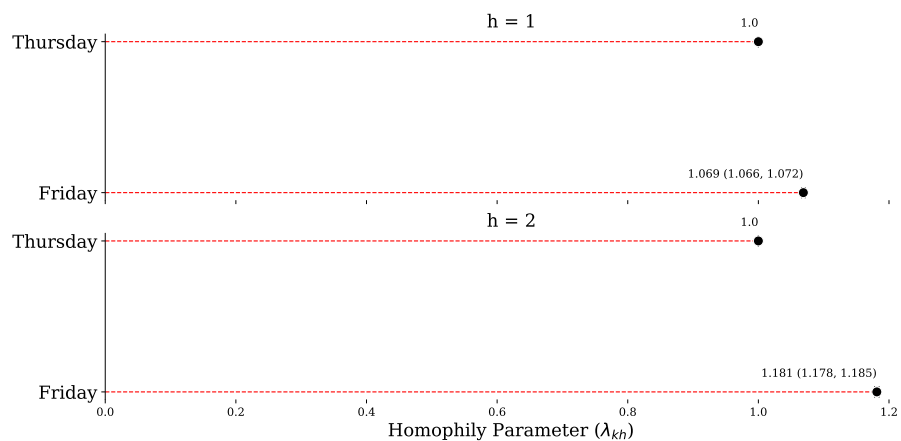 h = 1
1.0
Thursday
1.069 (1.066, 1.072)
Friday
h = 2
1.0
Thursday
1.181 (1.178, 1.185)
Friday
0.0 0.2 0.4 0.6 0.8 1.0 1.2
Homophily Parameter (λkh)